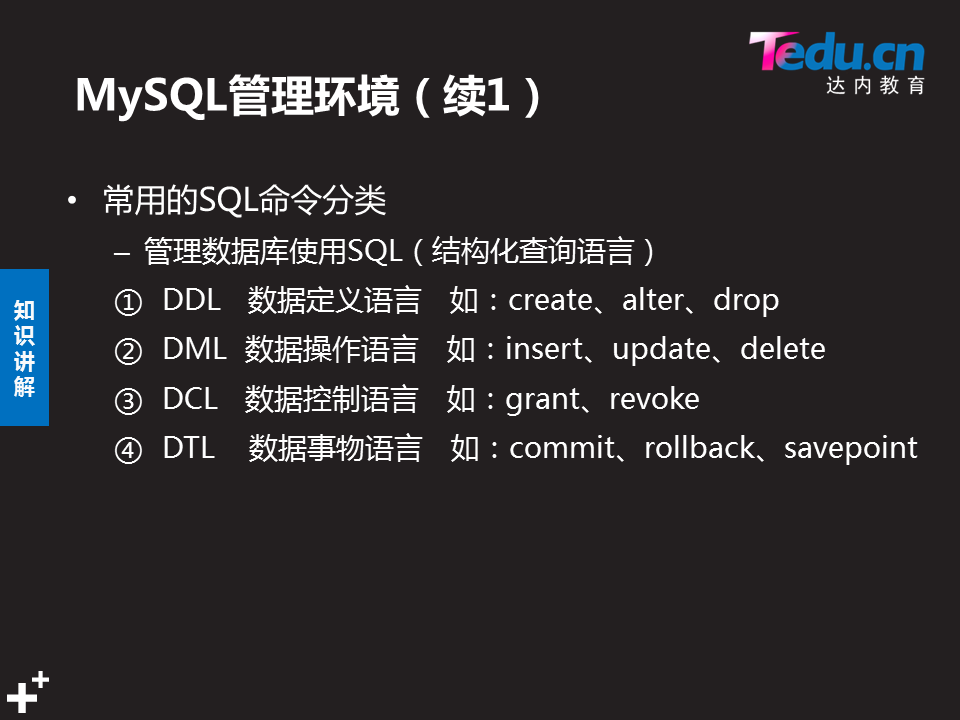 Tedu.cn
达内教育
MySQL管理环境（续1）
• 常用的SQL命令分类
– 管理数据库使用SQL（结构化查询语言）
① DDL 数据定义语言 如：create、alter、drop
② DML 数据操作语言 如：insert、update、delete
③ DCL 数据控制语言 如：grant、revoke
④ DTL 数据事物语言 如：commit、rollback、savepoint
知识讲解